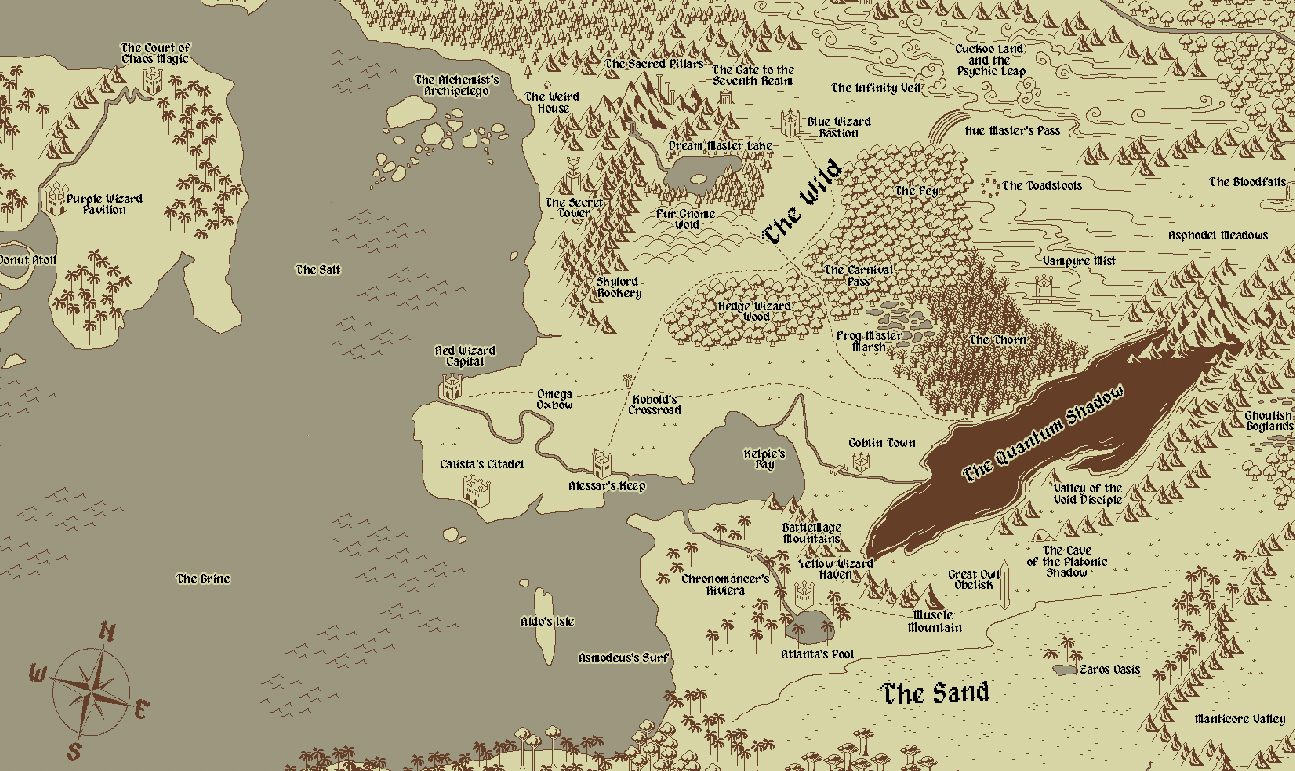 The Court of
Chaos Magic
The Alchemist's
Archipelego
The Weird
House
The Sacred Pillars
The Gate to the
Seventh Realm
Cuckoo Land
and the
Psychic Leap
The Infinity Veil
Blue Wizard
Bastion
Hue Master's Pass
Dream Master Lake
The Wild
The Fey
The Toadstools
The Bloodfalls
Purple Wizard
Pavilion
The Secret
Tower
Fur Gnome
Wold
Asphodel Meadows
Donut Atoll
The Salt
Vampyre Mist
The Carnival
Pass
Skylord
Rookery
Hedge Wizard
Wood
Frog Master
Marsh
The Thorn
Red Wizard
Capital
Omega
Oxbow
Kobold's
Crossroad
The Quantum Shadow
Ghoulish
Boglands
Calista's Citadel
Alessar's Keep
Kelpie's
Bay
Goblin Town
Valley of the
Void Disciple
Battlemage
Mountains
The Cave
of the Platonic
Shadow
Yellow Wizard
Haven
Great Owl
Obelisk
The Brine
Chronomancer's
Riviera
Muscle
Mountain
Aldo's Isle
Asmodeus's Surf
Atlanta's Pool
Zaros Oasis
The Sand
Manticore Valley
N
W
E
S